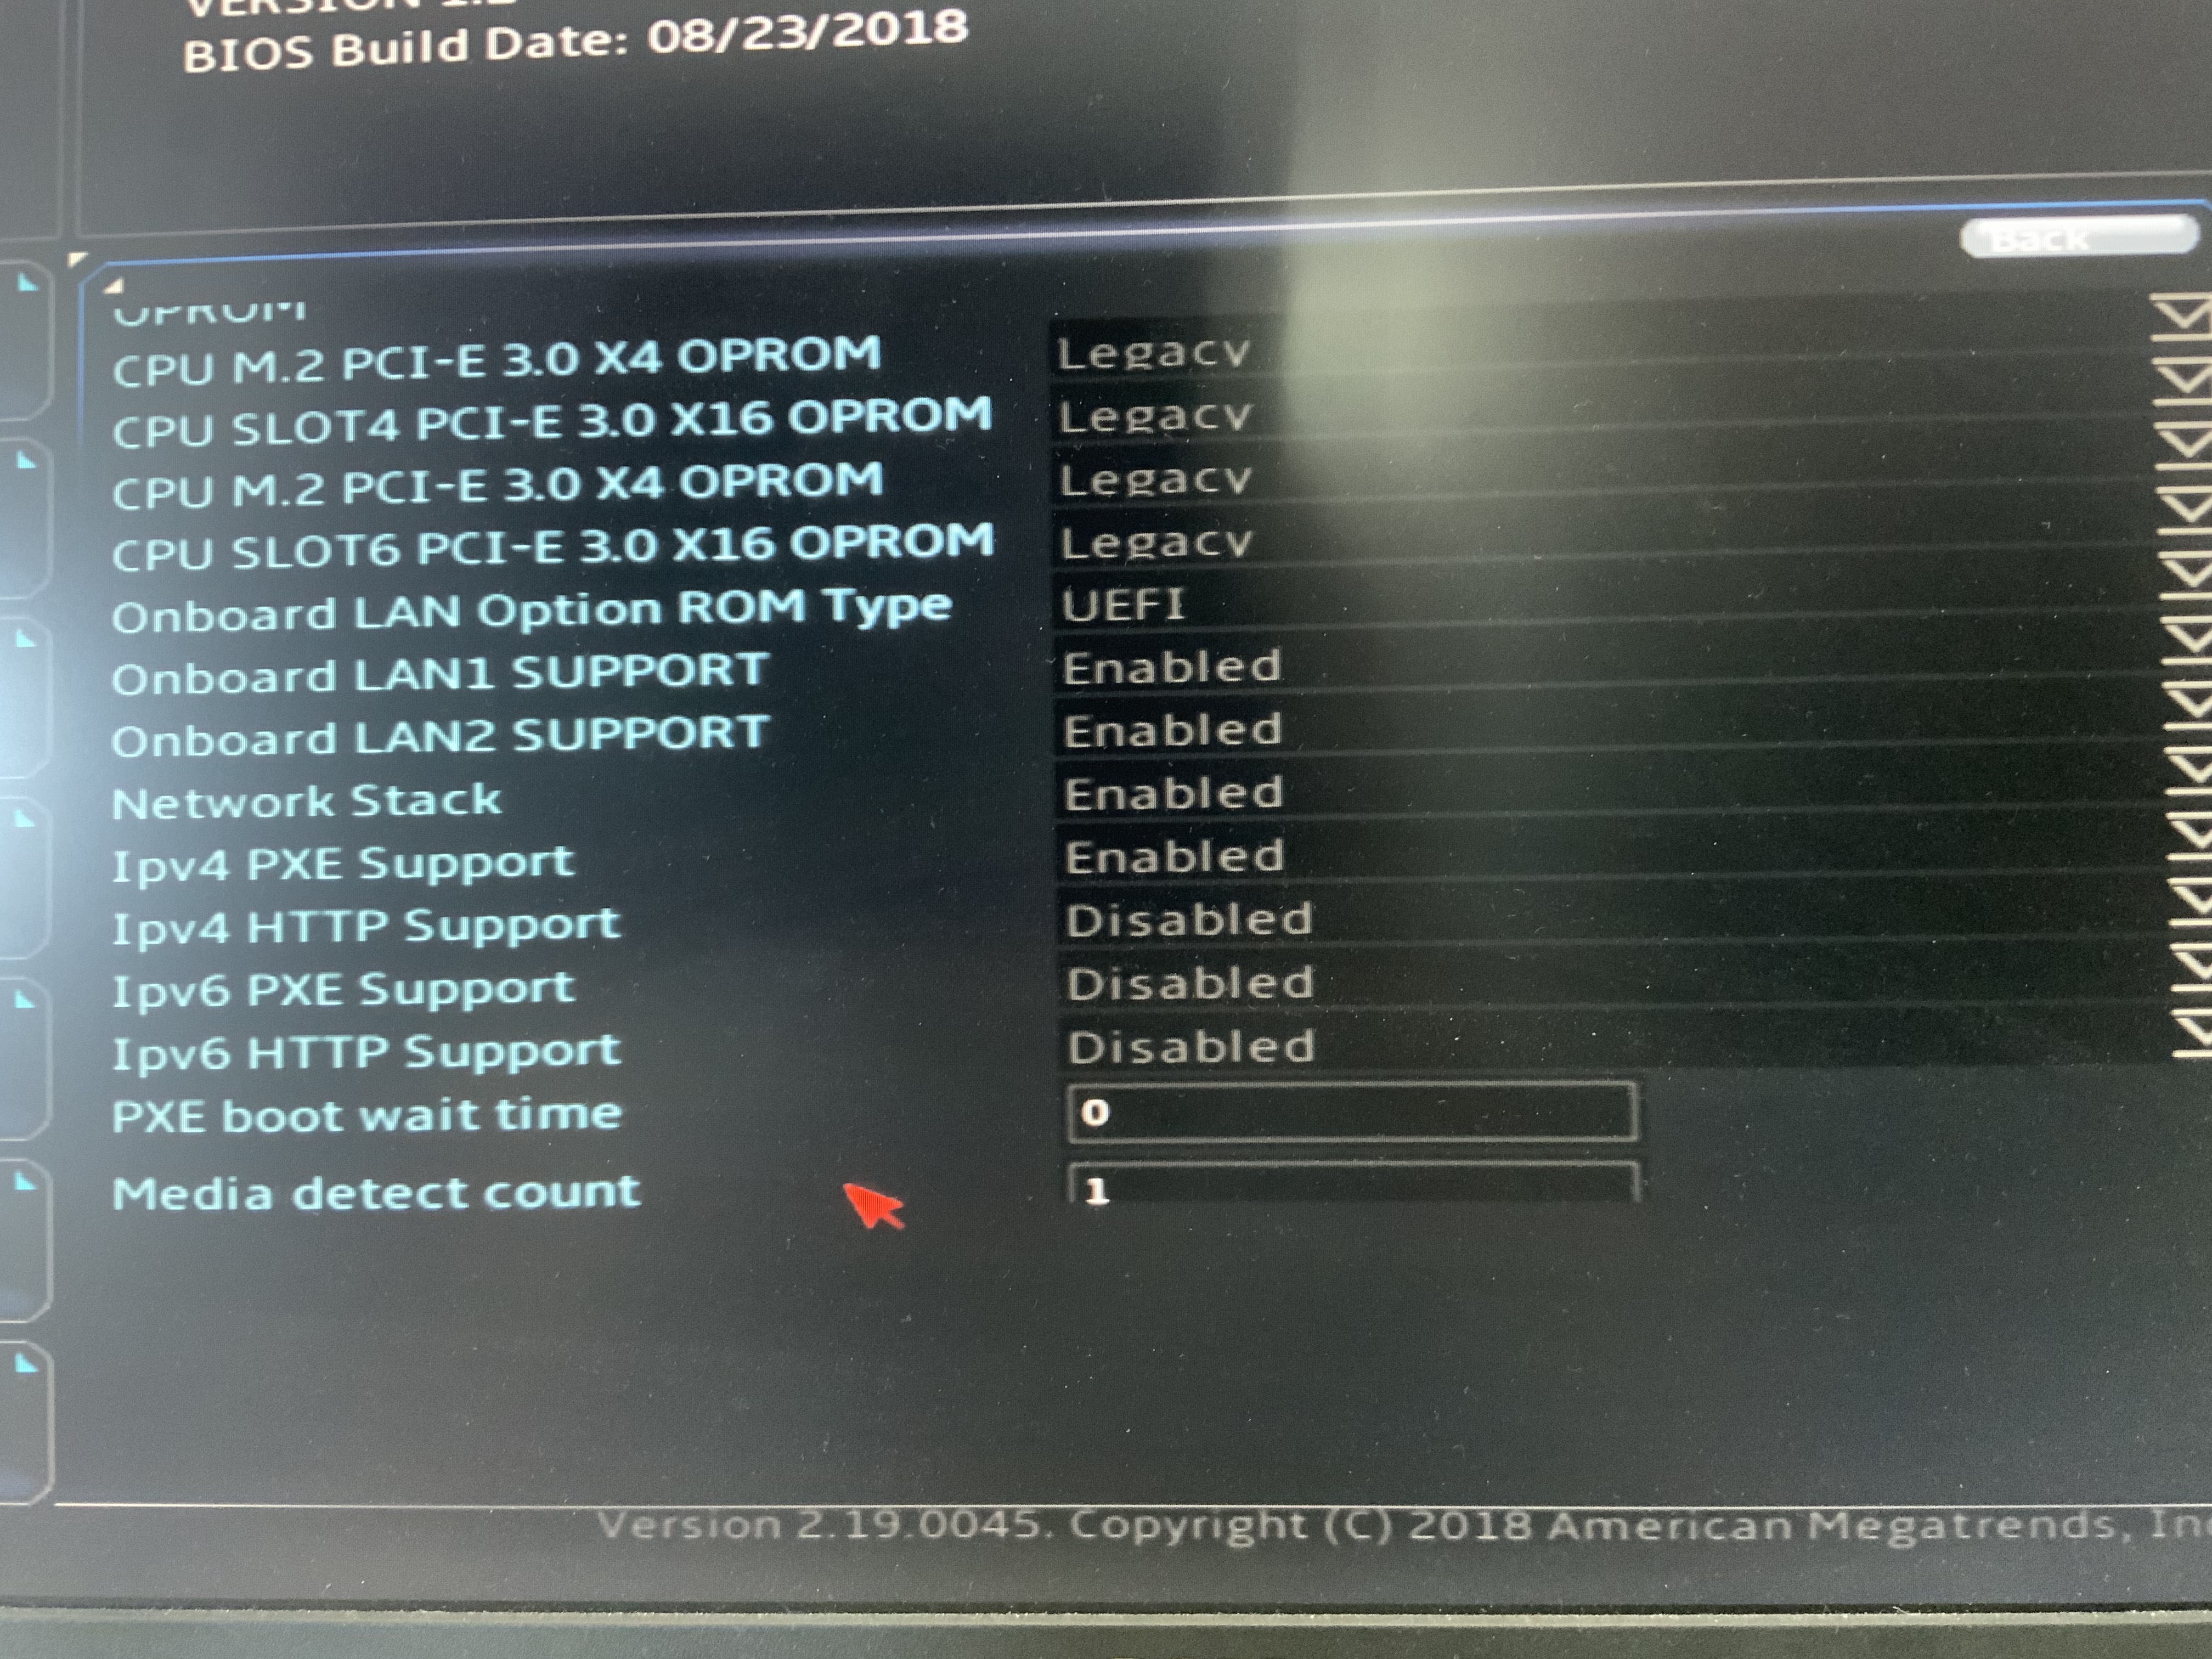 VERSION 1.
BIOS Build Date: 08/23/2018
Back
OPROM
CPU M.2 PCI-E 3.0 X4 OPROM Legacy
CPU SLOT4 PCI-E 3.0 X16 OPROM Legacy
CPU M.2 PCI-E 3.0 X4 OPROM Legacy
CPU SLOT6 PCI-E 3.0 X16 OPROM Legacy
Onboard LAN Option ROM Type UEFI
Onboard LAN1 SUPPORT Enabled
Onboard LAN2 SUPPORT Enabled
Network Stack Enabled
Ipv4 PXE Support Enabled
Ipv4 HTTP Support Disabled
Ipv6 PXE Support Disabled
Ipv6 HTTP Support Disabled
PXE boot wait time 0
Media detect count 1
Version 2.19.0045. Copyright (C) 2018 American Megatrends, Inc